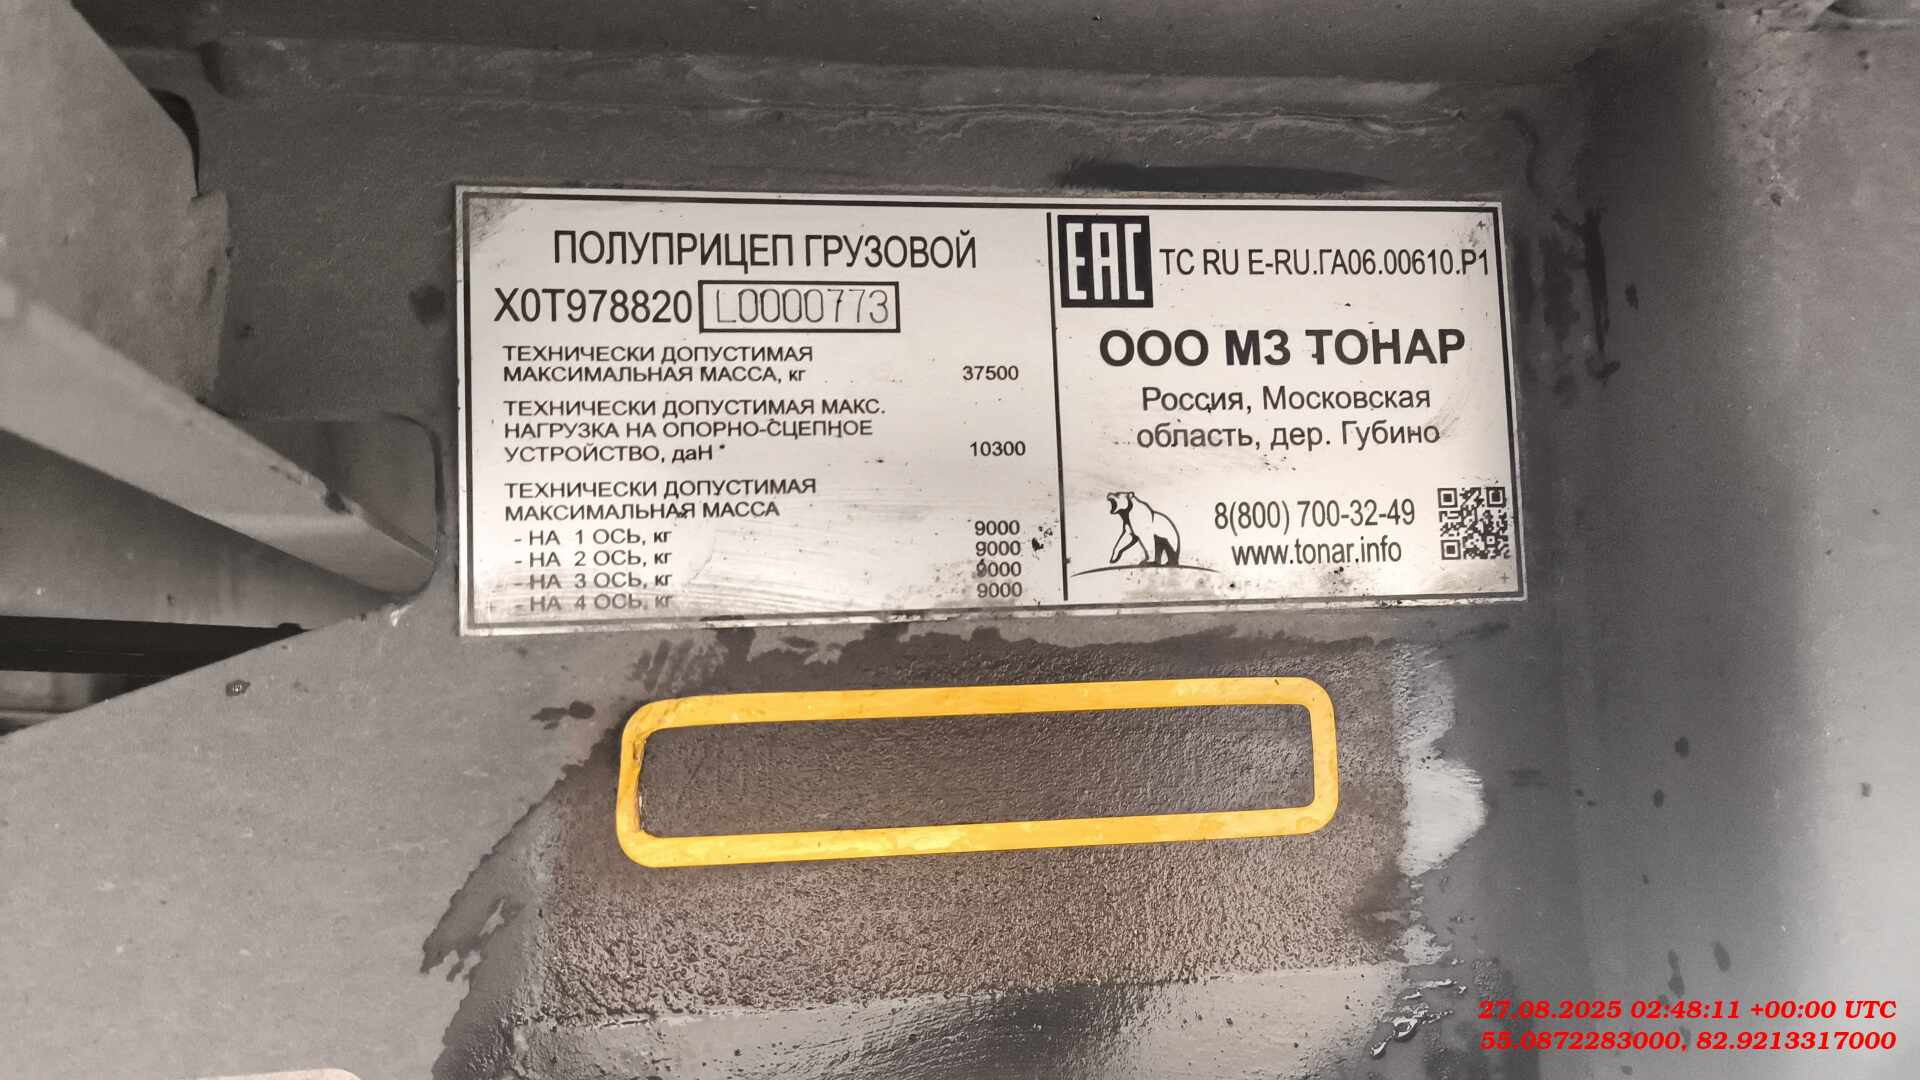 ПОЛУПРИЦЕП ГРУЗОВОЙ
X0T978820 L0000773
ТЕХНИЧЕСКИ ДОПУСТИМАЯ
МАКСИМАЛЬНАЯ МАССА, кг 37500
ТЕХНИЧЕСКИ ДОПУСТИМАЯ МАКС.
НАГРУЗКА НА ОПОРНО-СЦЕПНОЕ
УСТРОЙСТВО, даН 10300
ТЕХНИЧЕСКИ ДОПУСТИМАЯ
МАКСИМАЛЬНАЯ МАССА
- НА 1 ОСЬ, кг 9000
- НА 2 ОСЬ, кг 9000
- НА 3 ОСЬ, кг 9000
- НА 4 ОСЬ, кг 9000
EAC TC RU E-RU.ГА06.00610.Р1
ООО МЗ ТОНАР
Россия, Московская
область, дер. Губино
8(800) 700-32-49
www.tonar.info
27.08.2025 02:48:11 +00:00 UTC
55.0872283000, 82.9213317000